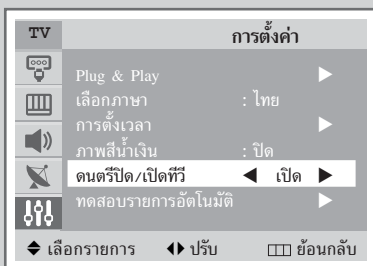 TV การตั้งค่า
Plug & Play
เลือกภาษา : ไทย
การตั้งเวลา
ภาพสีน้ำเงิน : ปิด
ดนตรีปิด/เปิดทีวี ◀ เปิด ▶
ทดสอบรายการอัตโนมัติ
เลือกรายการ ปรับ ย้อนกลับ